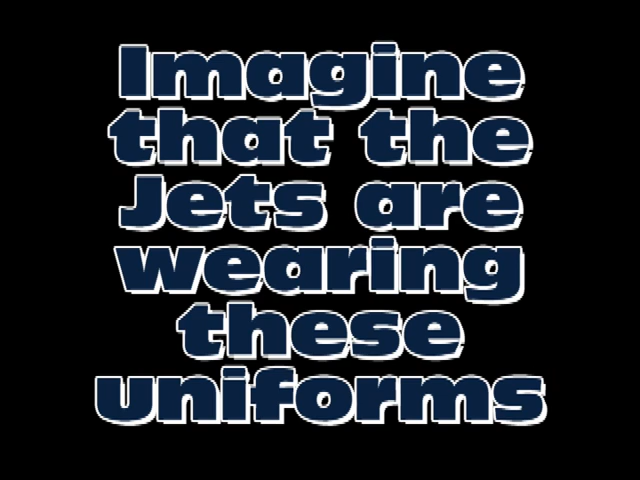 Imagine
that the
Jets are
wearing
these
uniforms